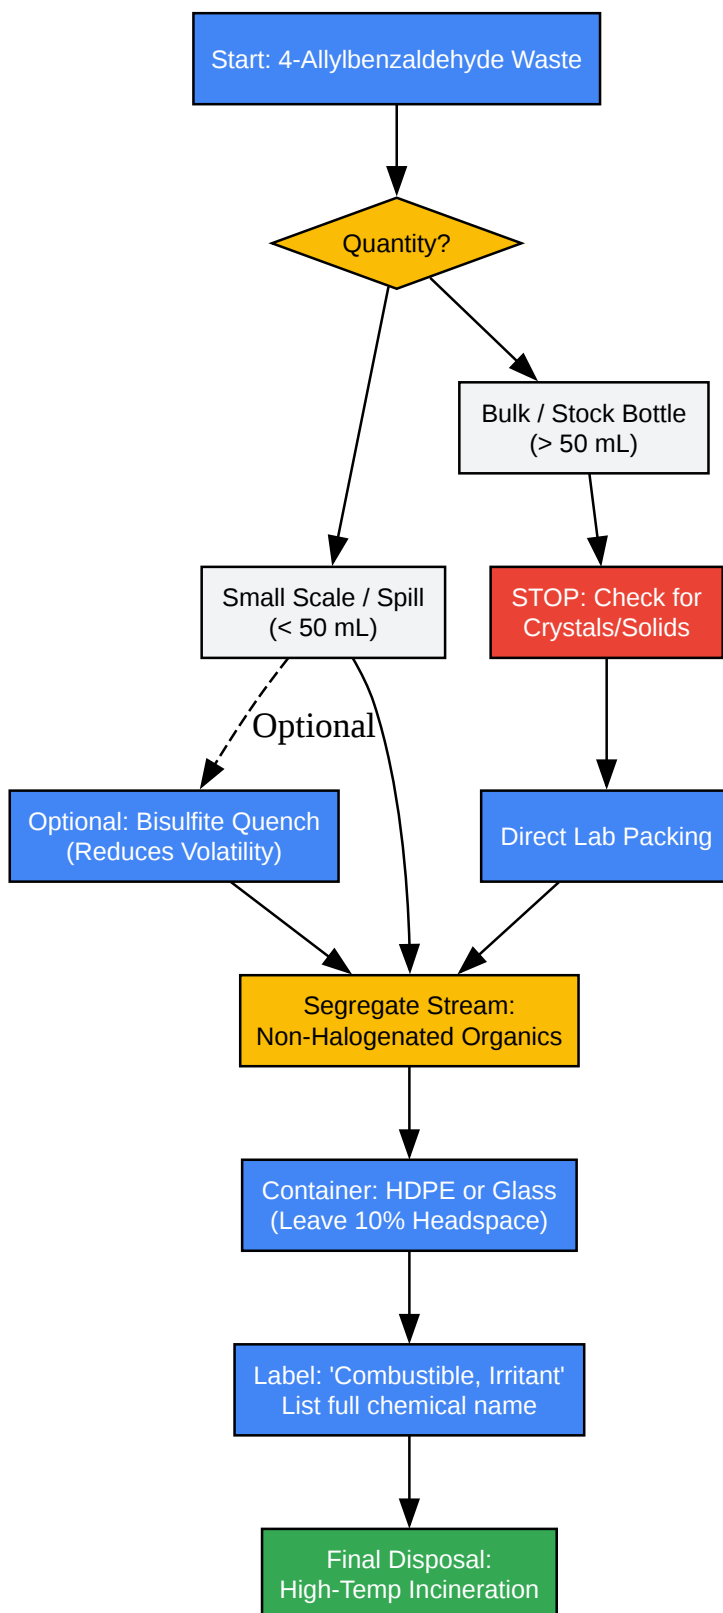 Start: 4-Allylbenzaldehyde Waste
Quantity?
Bulk / Stock Bottle
(> 50 mL)
Small Scale / Spill
(< 50 mL)
STOP: Check for
Crystals/Solids
Optional
Optional: Bisulfite Quench
(Reduces Volatility)
Direct Lab Packing
Segregate Stream:
Non-Halogenated Organics
Container: HDPE or Glass
(Leave 10% Headspace)
Label: 'Combustible, Irritant'
List full chemical name
Final Disposal:
High-Temp Incineration